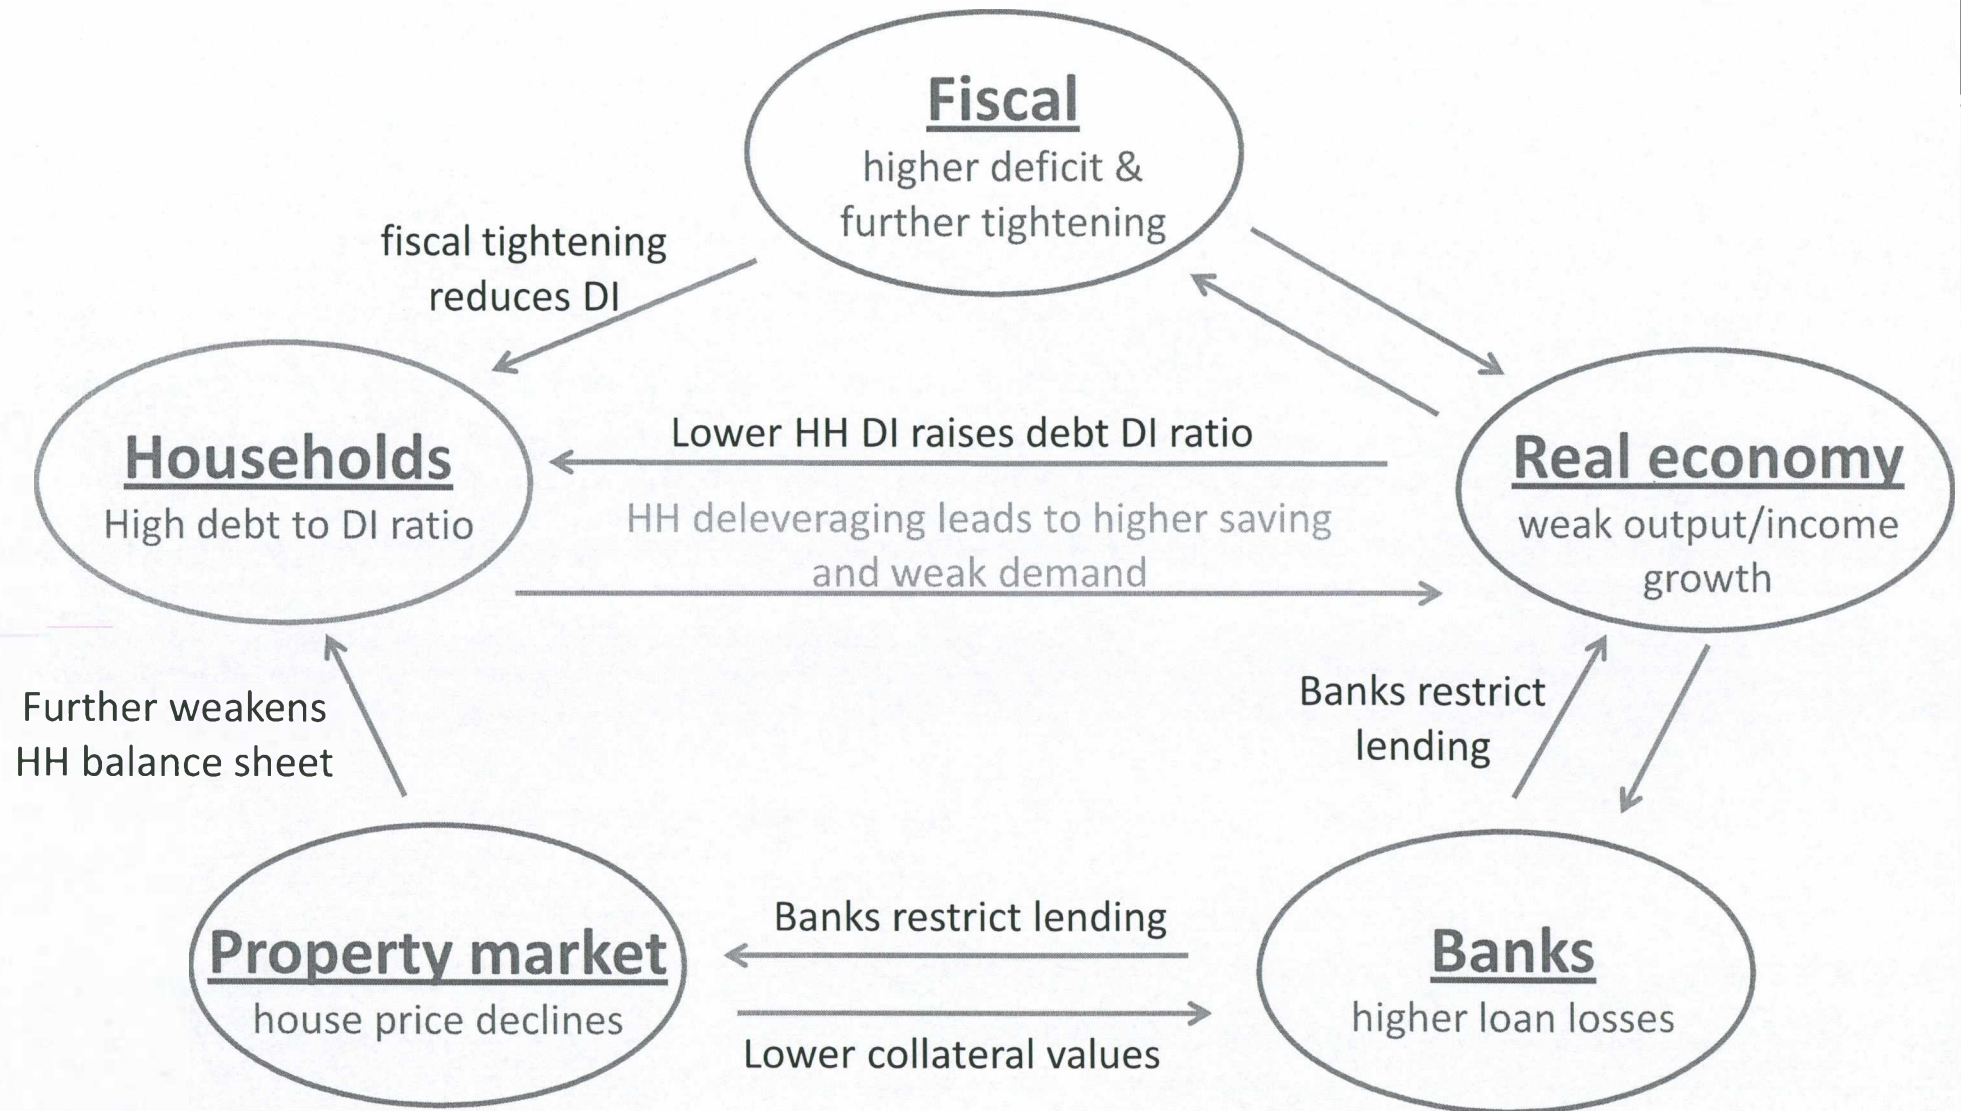 Fiscal
higher deficit &
further tightening
fiscal tightening
reduces DI
Households
High debt to DI ratio
Lower HH DI raises debt DI ratio
HH deleveraging leads to higher saving
and weak demand
Real economy
weak output/income
growth
Further weakens
HH balance sheet
Banks restrict
lending
Property market
house price declines
Banks restrict lending
Lower collateral values
Banks
higher loan losses